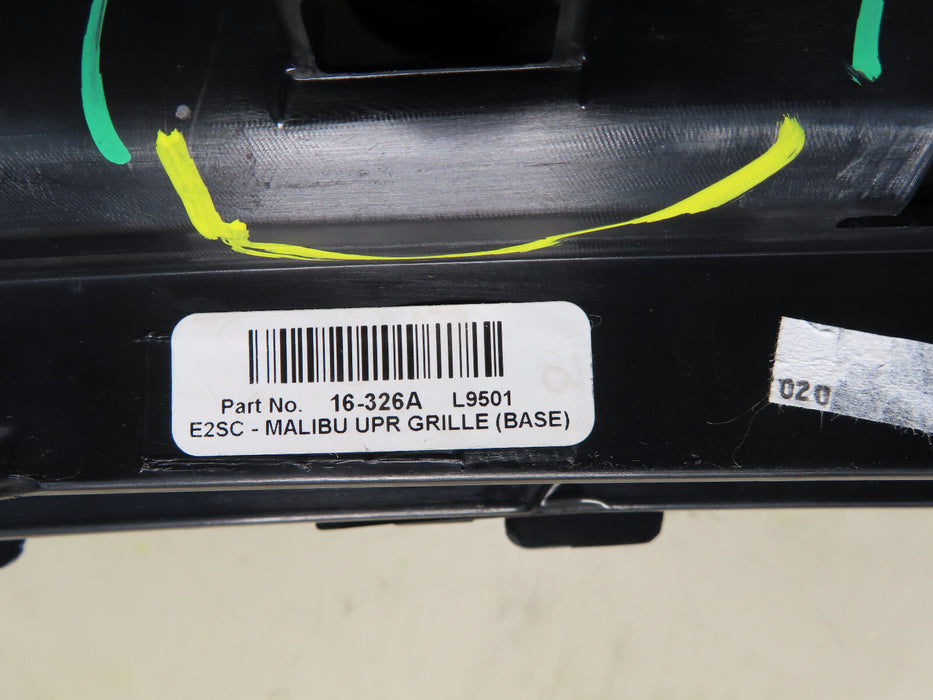 Part No. 16-326A L9501
E2SC - MALIBU UPR GRILLE (BASE)
020